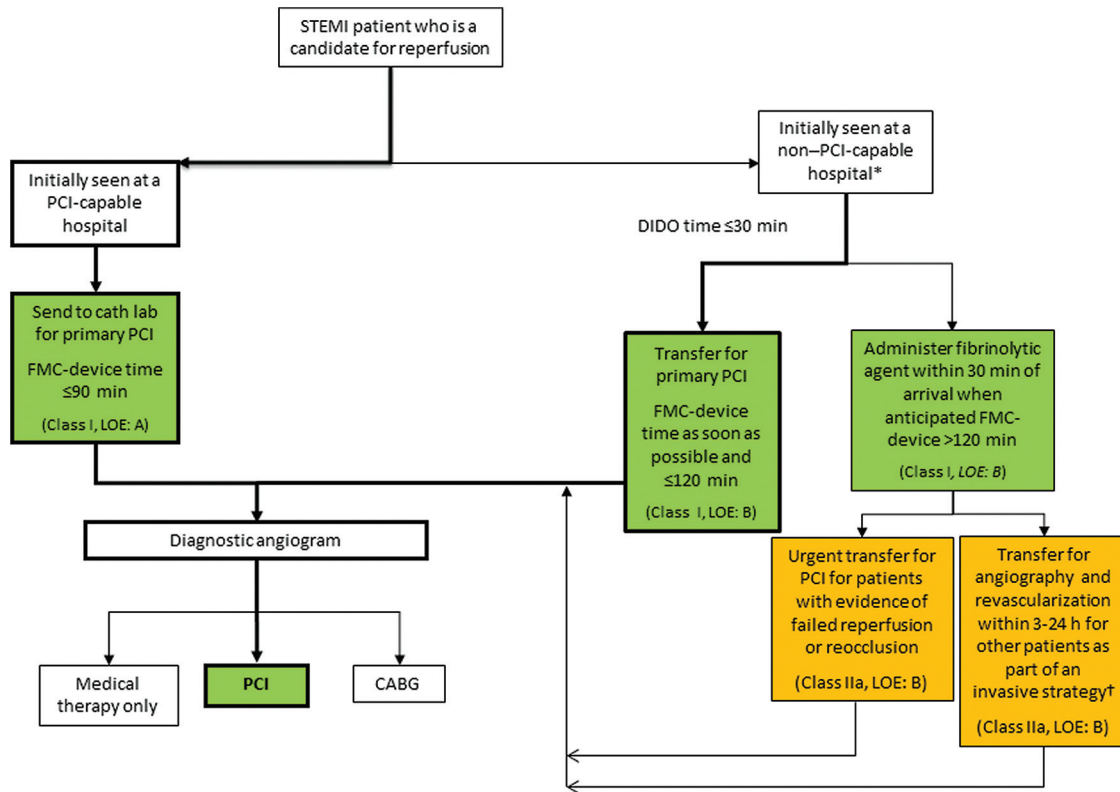 STEMI patient who is a
candidate for reperfusion
Initially seen at a
non–PCI-capable
hospital*
Initially seen at a
PCI-capable
hospital
DIDO time ≤30 min
Send to cath lab
for primary PCI
FMC-device time
≤90 min
(Class I, LOE: A)
Transfer for
primary PCI
FMC-device
time as soon as
possible and
≤120 min
(Class I, LOE: B)
Administer fibrinolytic
agent within 30 min of
arrival when
anticipated FMC-
device >120 min
(Class I, LOE: B)
Diagnostic angiogram
Urgent transfer for
PCI for patients
with evidence of
failed reperfusion
or reocclusion
(Class IIa, LOE: B)
Transfer for
angiography and
revascularization
within 3-24 h for
other patients as
part of an
invasive strategy†
(Class IIa, LOE: B)
Medical
therapy only
PCI
CABG